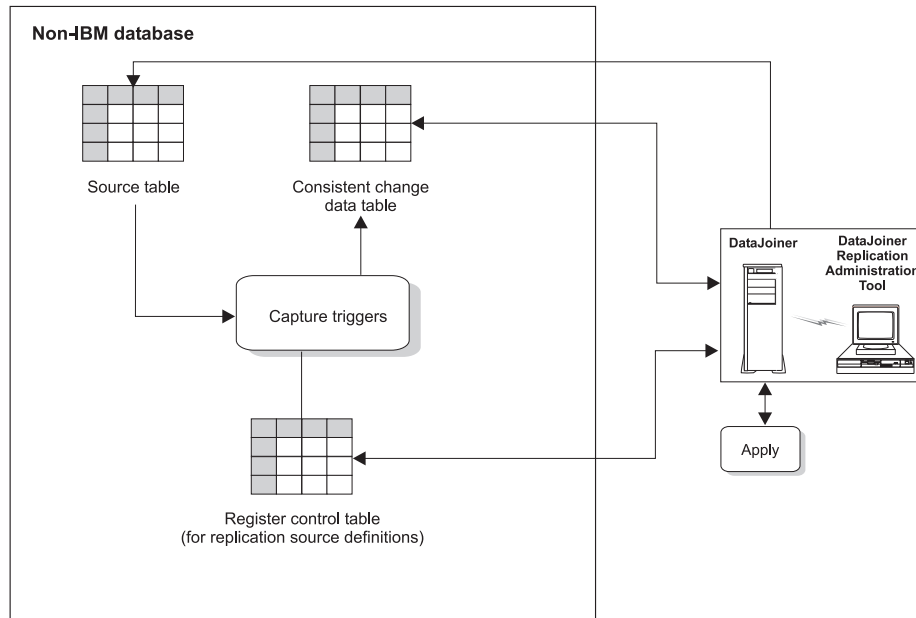 Non-IBM database
Source table
Consistent change
data table
Capture triggers
Register control table
(for replication source definitions)
DataJoiner
DataJoiner
Replication
Administration
Tool
Apply